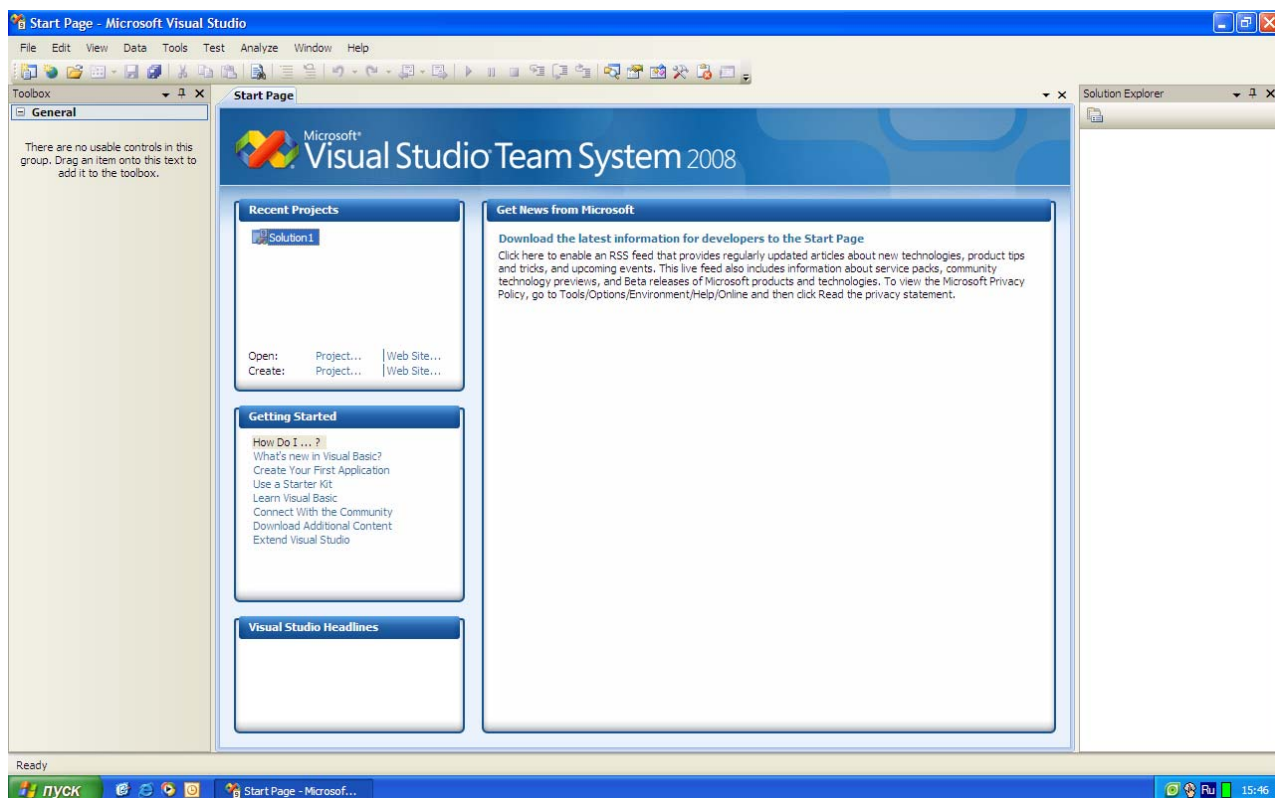 Start Page - Microsoft Visual Studio
File Edit View Data Tools Test Analyze Window Help
Toolbox
General
There are no usable controls in this
group. Drag an item onto this text to
add it to the toolbox.
Start Page
Microsoft®
Visual Studio® Team System 2008
Recent Projects
Solution1
Open: Project... | Web Site...
Create: Project... | Web Site...
Getting Started
How Do I ... ?
What's new in Visual Basic?
Create Your First Application
Use a Starter Kit
Learn Visual Basic
Connect With the Community
Download Additional Content
Extend Visual Studio
Visual Studio Headlines
Get News from Microsoft
Download the latest information for developers to the Start Page
Click here to enable an RSS feed that provides regularly updated articles about new technologies, product tips
and tricks, and upcoming events. This live feed also includes information about service packs, community
technology previews, and Beta releases of Microsoft products and technologies. To view the Microsoft Privacy
Policy, go to Tools/Options/Environment/Help/Online and then click Read the privacy statement.
Solution Explorer
Ready
пуск
Start Page - Microsof...
Ru
15:46